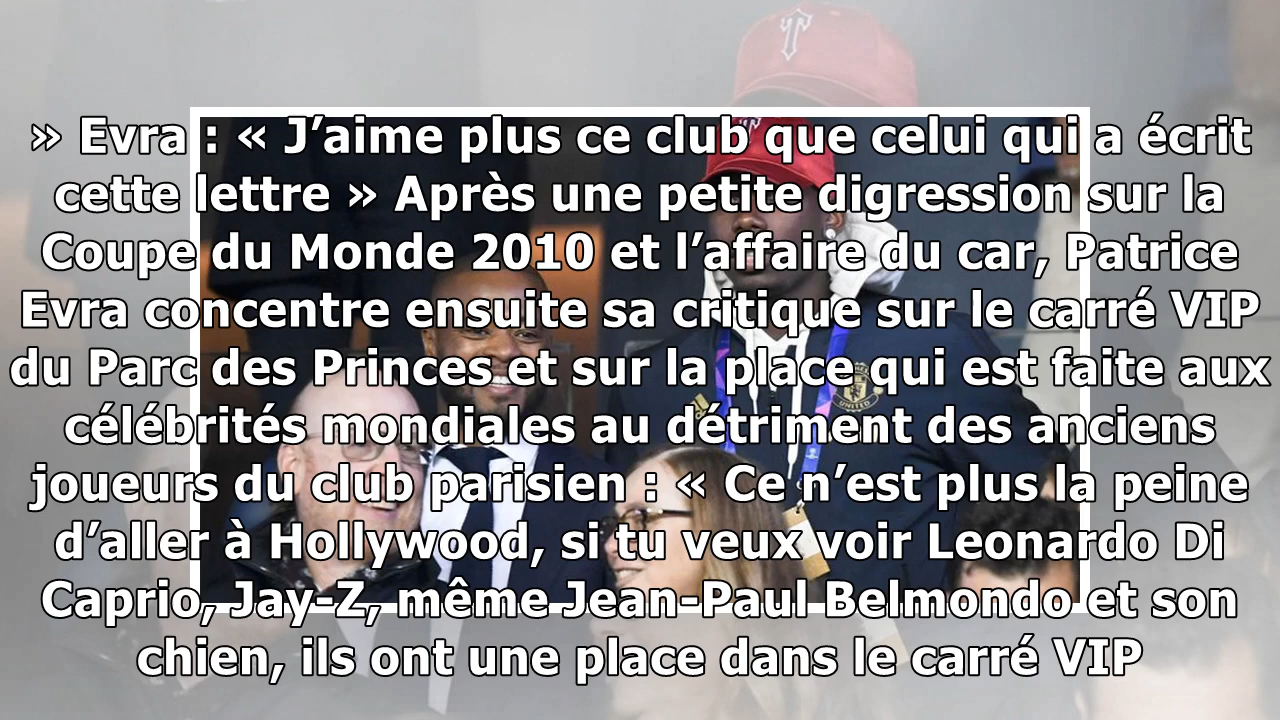 » Evra : « J’aime plus ce club que celui qui a écrit
cette lettre » Après une petite digression sur la
Coupe du Monde 2010 et l’affaire du car, Patrice
Evra concentre ensuite sa critique sur le carré VIP
du Parc des Princes et sur la place qui est faite aux
célébrités mondiales au détriment des anciens
joueurs du club parisien : « Ce n’est plus la peine
d’aller à Hollywood, si tu veux voir Leonardo Di
Caprio, Jay-Z, même Jean-Paul Belmondo et son
chien, ils ont une place dans le carré VIP
UNITED